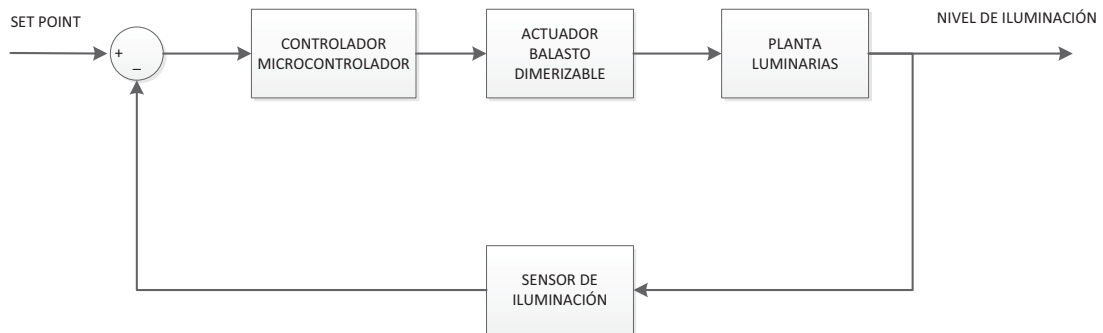 SET POINT
NIVEL DE ILUMINACIÓN
+
–
CONTROLADOR
MICROCONTROLADOR
ACTUADOR
BALASTO
DIMERIZABLE
PLANTA
LUMINARIAS
SENSOR DE
ILUMINACIÓN